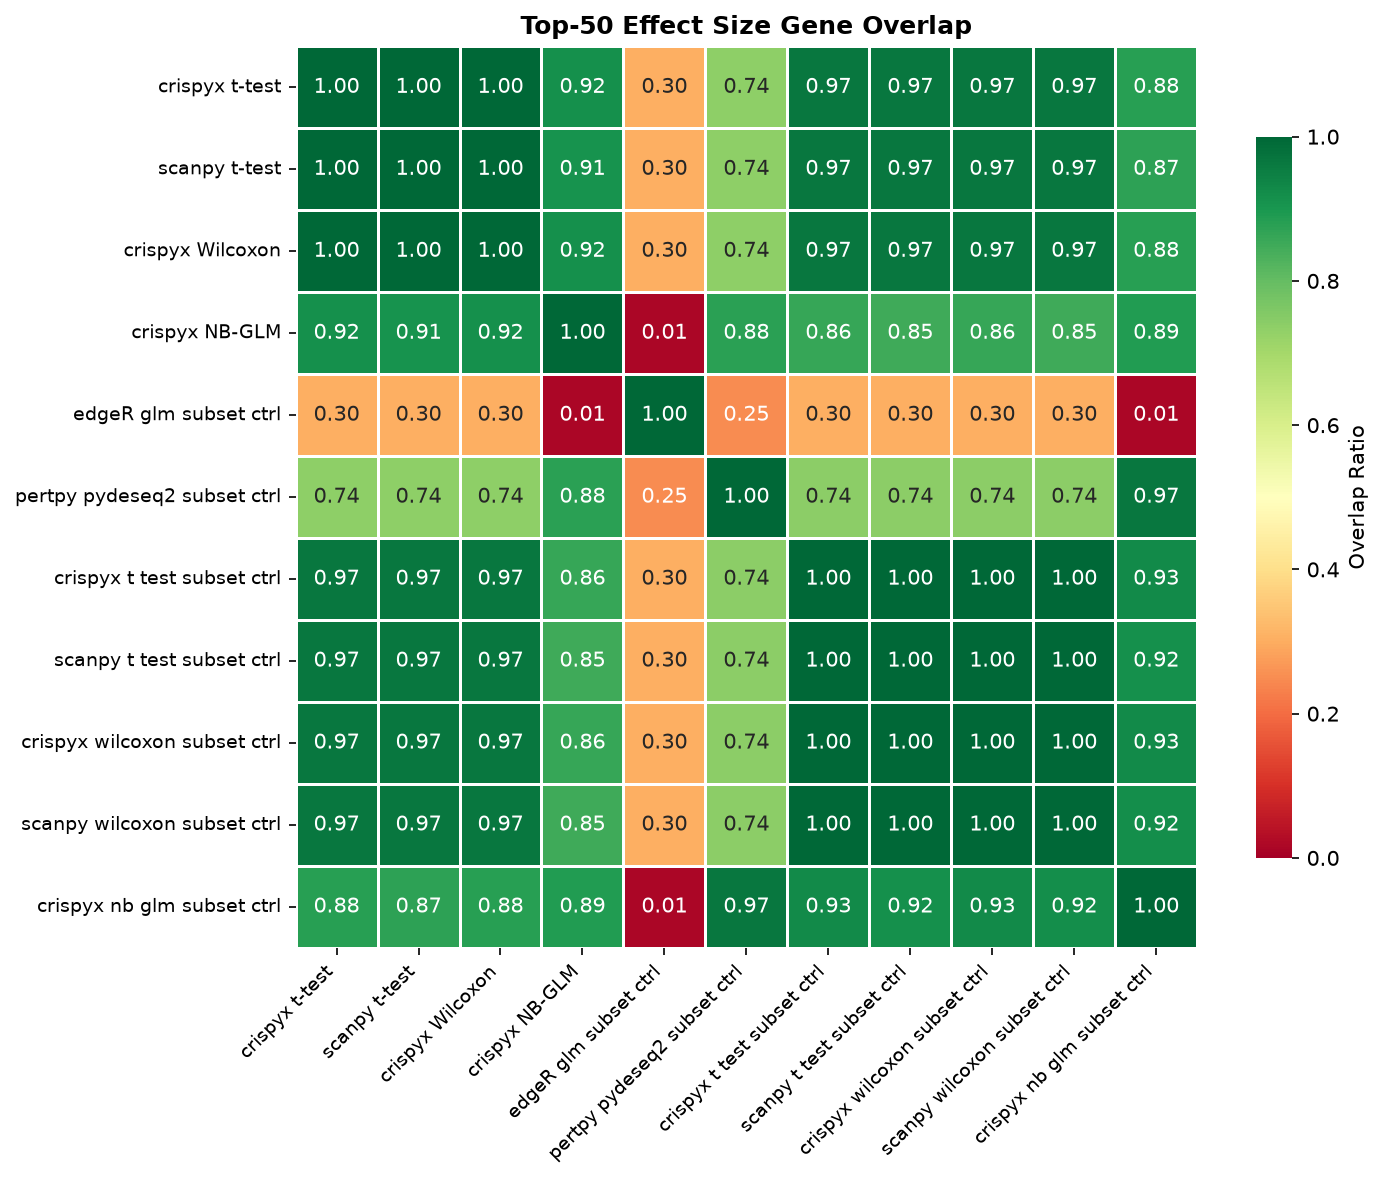 Top-50 Effect Size Gene Overlap
crispyx t-test 1.00 1.00 1.00 0.92 0.30 0.74 0.97 0.97 0.97 0.97 0.88
scanpy t-test 1.00 1.00 1.00 0.91 0.30 0.74 0.97 0.97 0.97 0.97 0.87
crispyx Wilcoxon 1.00 1.00 1.00 0.92 0.30 0.74 0.97 0.97 0.97 0.97 0.88
crispyx NB-GLM 0.92 0.91 0.92 1.00 0.01 0.88 0.86 0.85 0.86 0.85 0.89
edgeR glm subset ctrl 0.30 0.30 0.30 0.01 1.00 0.25 0.30 0.30 0.30 0.30 0.01
pertpy pydeseq2 subset ctrl 0.74 0.74 0.74 0.88 0.25 1.00 0.74 0.74 0.74 0.74 0.97
crispyx t test subset ctrl 0.97 0.97 0.97 0.86 0.30 0.74 1.00 1.00 1.00 1.00 0.93
scanpy t test subset ctrl 0.97 0.97 0.97 0.85 0.30 0.74 1.00 1.00 1.00 1.00 0.92
crispyx wilcoxon subset ctrl 0.97 0.97 0.97 0.86 0.30 0.74 1.00 1.00 1.00 1.00 0.93
scanpy wilcoxon subset ctrl 0.97 0.97 0.97 0.85 0.30 0.74 1.00 1.00 1.00 1.00 0.92
crispyx nb glm subset ctrl 0.88 0.87 0.88 0.89 0.01 0.97 0.93 0.92 0.93 0.92 1.00
crispyx t-test
scanpy t-test
crispyx Wilcoxon
crispyx NB-GLM
edgeR glm subset ctrl
pertpy pydeseq2 subset ctrl
crispyx t test subset ctrl
scanpy t test subset ctrl
crispyx wilcoxon subset ctrl
scanpy wilcoxon subset ctrl
crispyx nb glm subset ctrl
1.0
0.8
0.6
0.4
0.2
0.0
Overlap Ratio